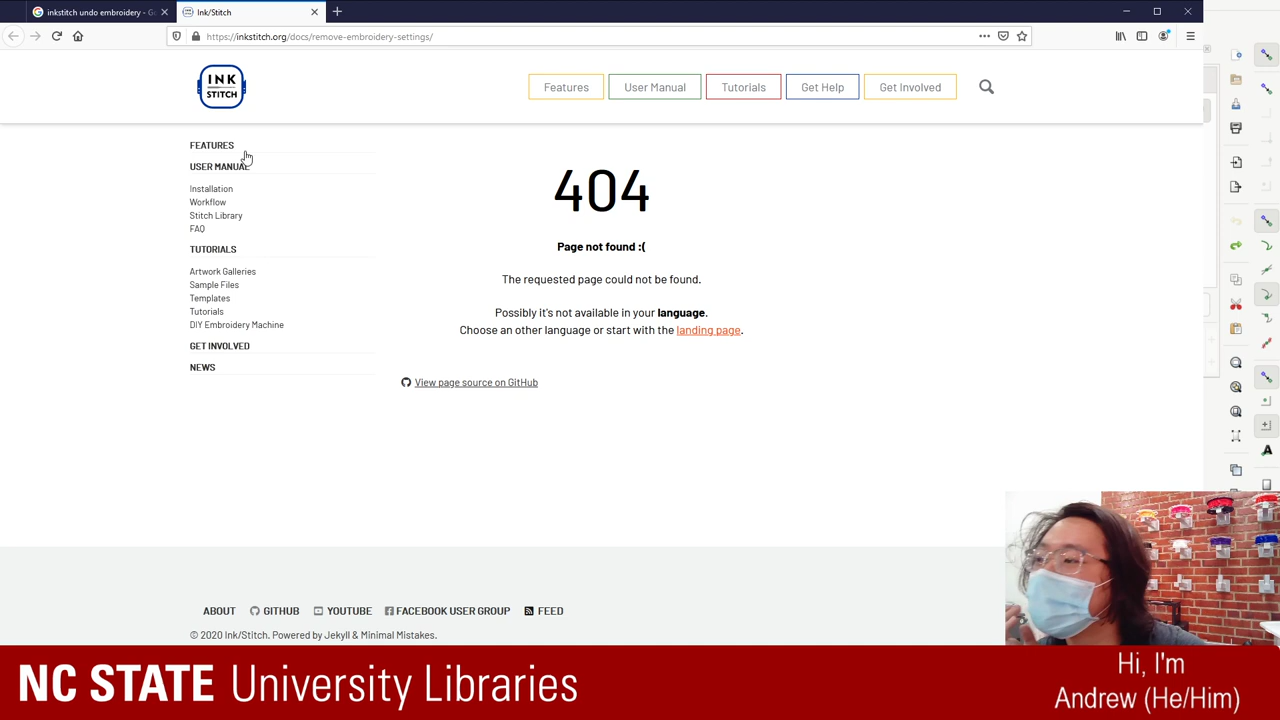 inkstitch undo embroidery - G
Ink/Stitch
https://inkstitch.org/docs/remove-embroidery-settings/
INK
STITCH
Features
User Manual
Tutorials
Get Help
Get Involved
FEATURES
USER MANUAL
Installation
Workflow
Stitch Library
FAQ
TUTORIALS
Artwork Galleries
Sample Files
Templates
Tutorials
DIY Embroidery Machine
GET INVOLVED
NEWS
404
Page not found :(
The requested page could not be found.
Possibly it's not available in your language.
Choose an other language or start with the landing page.
View page source on GitHub
ABOUT
GITHUB
YOUTUBE
FACEBOOK USER GROUP
FEED
© 2020 Ink/Stitch. Powered by Jekyll & Minimal Mistakes.
NC STATE University Libraries
Hi, I'm
Andrew (He/Him)